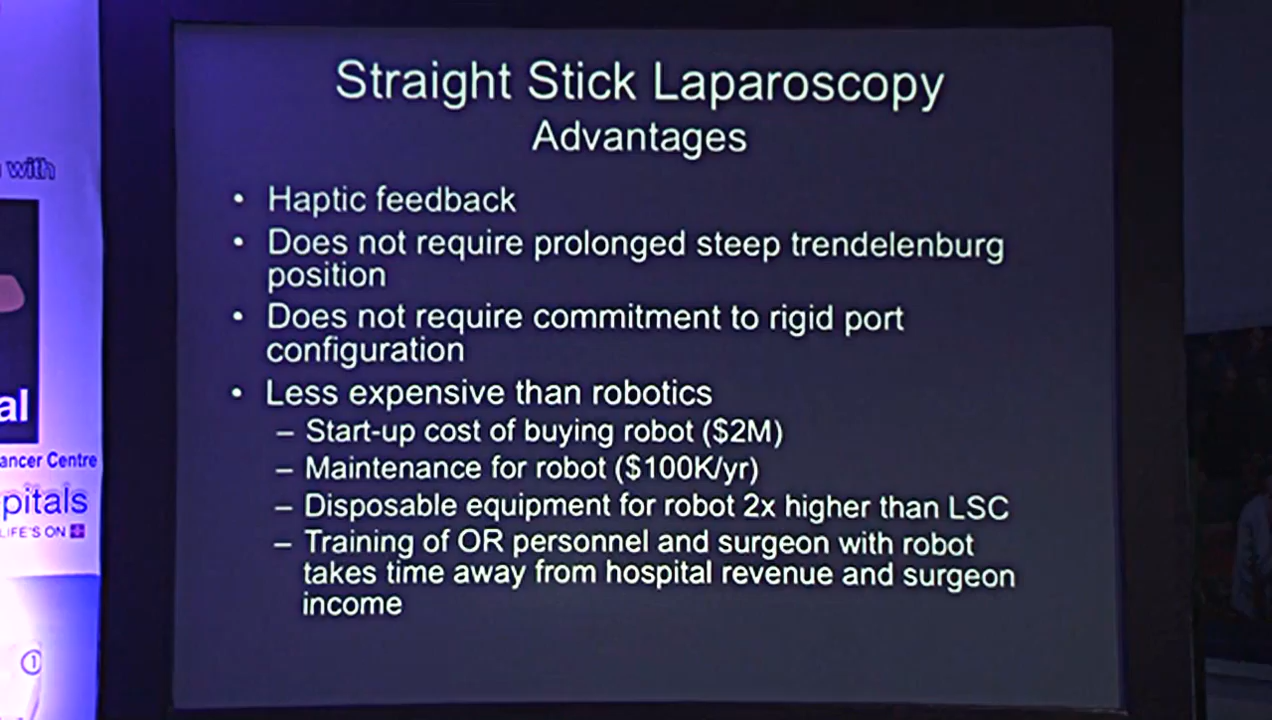 Straight Stick Laparoscopy
Advantages
• Haptic feedback
• Does not require prolonged steep trendelenburg
position
• Does not require commitment to rigid port
configuration
• Less expensive than robotics
– Start-up cost of buying robot ($2M)
– Maintenance for robot ($100K/yr)
– Disposable equipment for robot 2x higher than LSC
– Training of OR personnel and surgeon with robot
takes time away from hospital revenue and surgeon
income
with
al
ancer Centre
pitals
LIFE'S ON
1